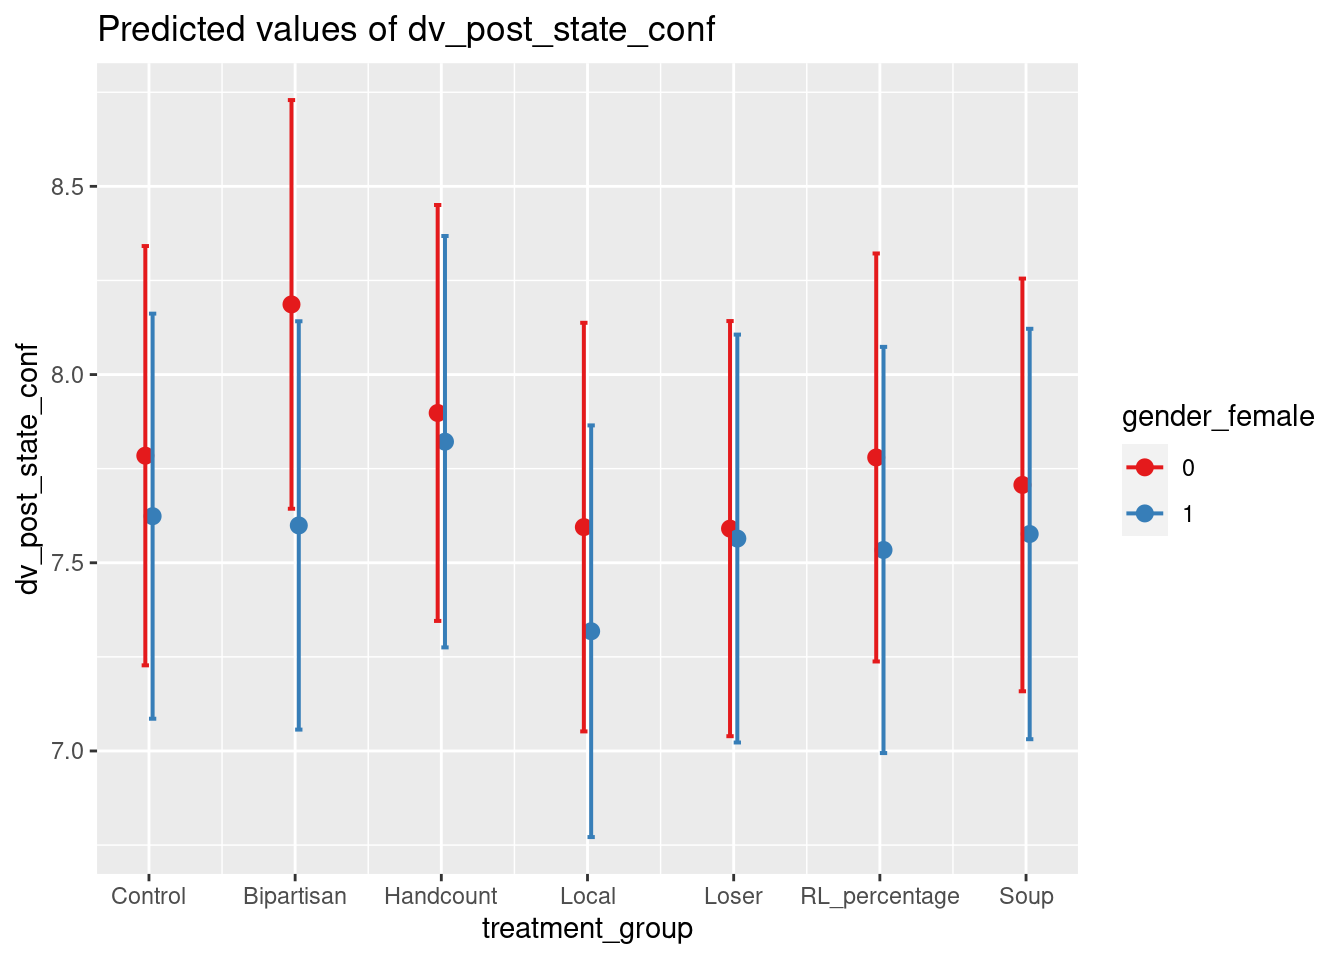 Predicted values of dv_post_state_conf
dv_post_state_conf
8.5
8.0
7.5
7.0
Control Bipartisan Handcount Local Loser RL_percentage Soup
treatment_group
gender_female
0
1